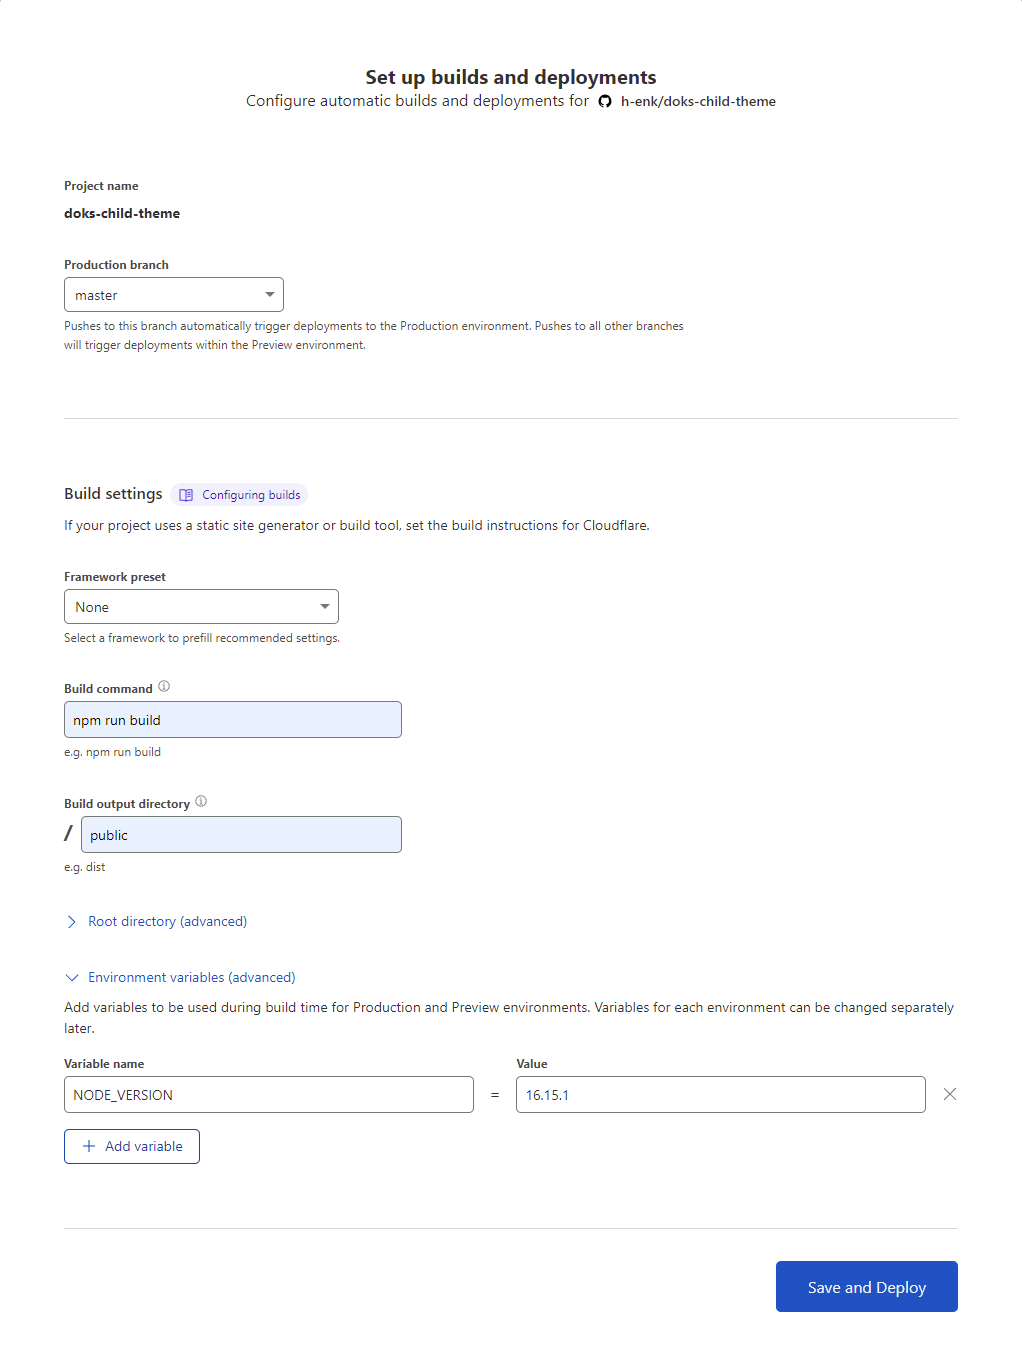 Set up builds and deployments
Configure automatic builds and deployments for h-enk/doks-child-theme
Project name
doks-child-theme
Production branch
master
Pushes to this branch automatically trigger deployments to the Production environment. Pushes to all other branches
will trigger deployments within the Preview environment.
Build settings Configuring builds
If your project uses a static site generator or build tool, set the build instructions for Cloudflare.
Framework preset
None
Select a framework to prefill recommended settings.
Build command
npm run build
e.g. npm run build
Build output directory
/ public
e.g. dist
Root directory (advanced)
Environment variables (advanced)
Add variables to be used during build time for Production and Preview environments. Variables for each environment can be changed separately
later.
Variable name Value
NODE_VERSION = 16.15.1
+ Add variable
Save and Deploy